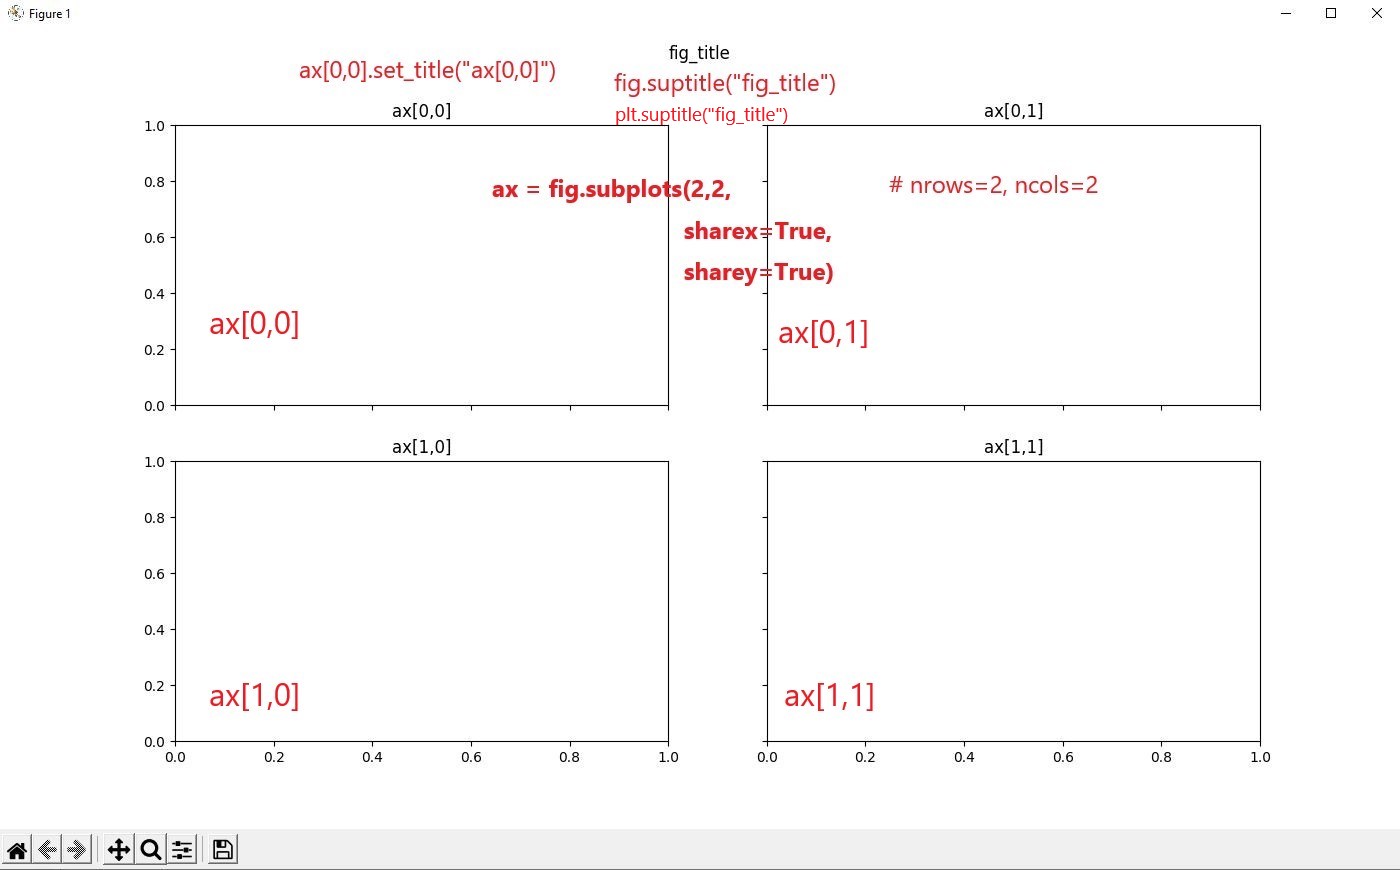 Figure 1
fig_title
ax[0,0].set_title("ax[0,0]")
fig.suptitle("fig_title")
plt.suptitle("fig_title")
ax[0,0]
ax[0,1]
1.0
0.8
0.6
0.4
0.2
0.0
ax = fig.subplots(2,2,
sharex=True,
sharey=True)
# nrows=2, ncols=2
ax[0,0]
ax[0,1]
ax[1,0]
ax[1,1]
1.0
0.8
0.6
0.4
0.2
0.0
ax[1,0]
ax[1,1]
0.0 0.2 0.4 0.6 0.8 1.0
0.0 0.2 0.4 0.6 0.8 1.0